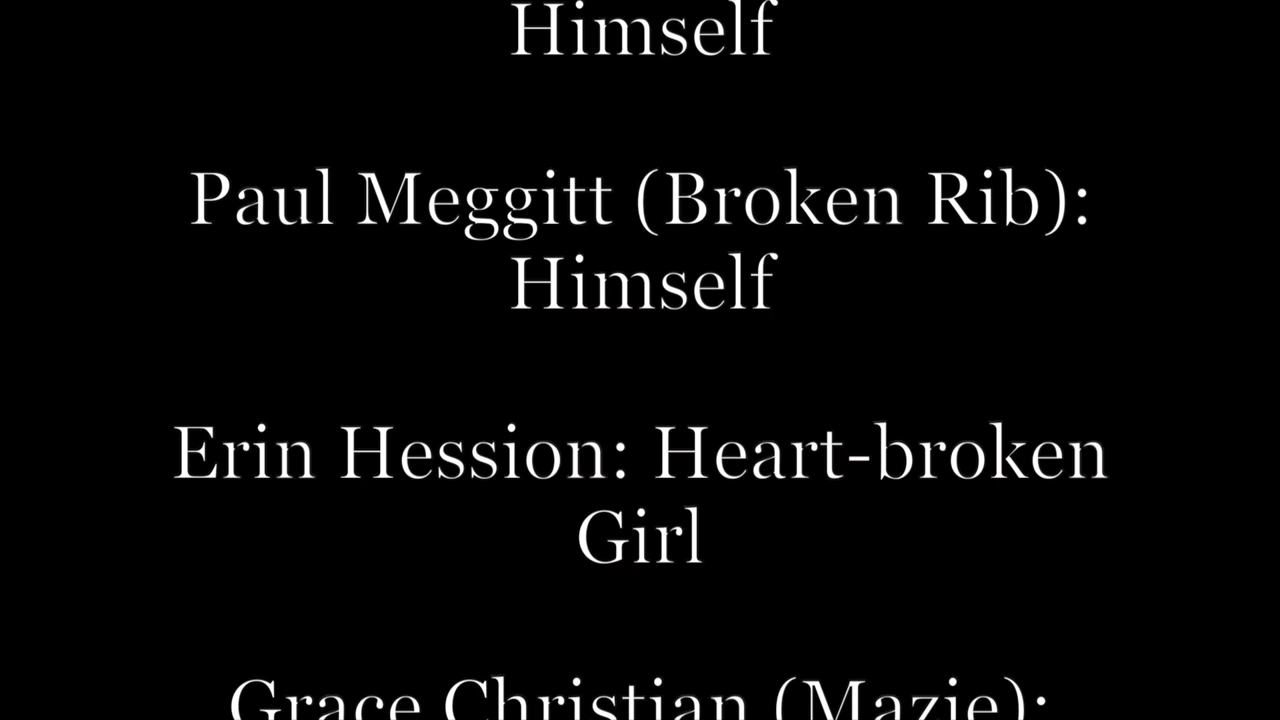 Himself
Paul Meggitt (Broken Rib):
Himself
Erin Hession: Heart-broken
Girl
Grace Christian (Mazie):